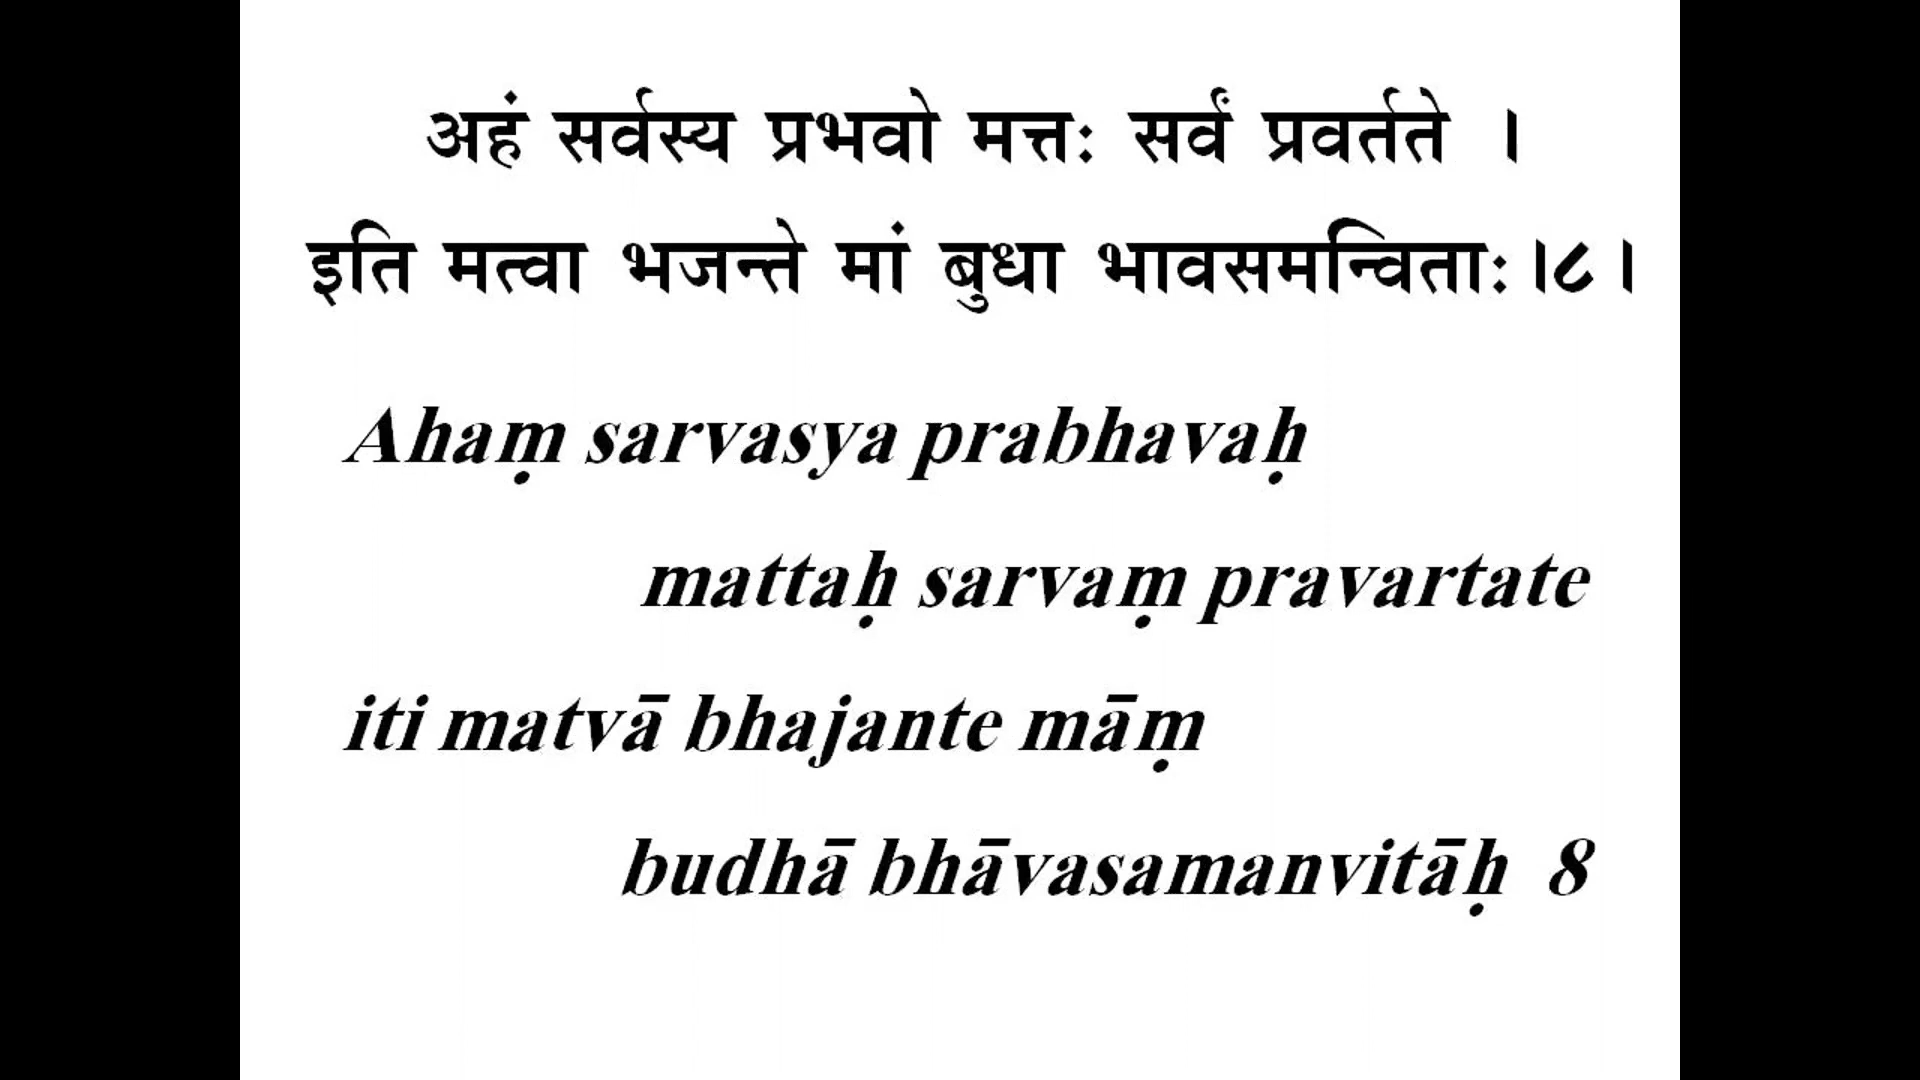 अहं सर्वस्य प्रभवो मत्तः सर्वं प्रवर्तते ।
इति मत्वा भजन्ते मां बुधा भावसमन्विताः।८।
Ahaṃ sarvasya prabhavaḥ
mattaḥ sarvaṃ pravartate
iti matvā bhajante māṃ
budhā bhāvasamanvitāḥ 8